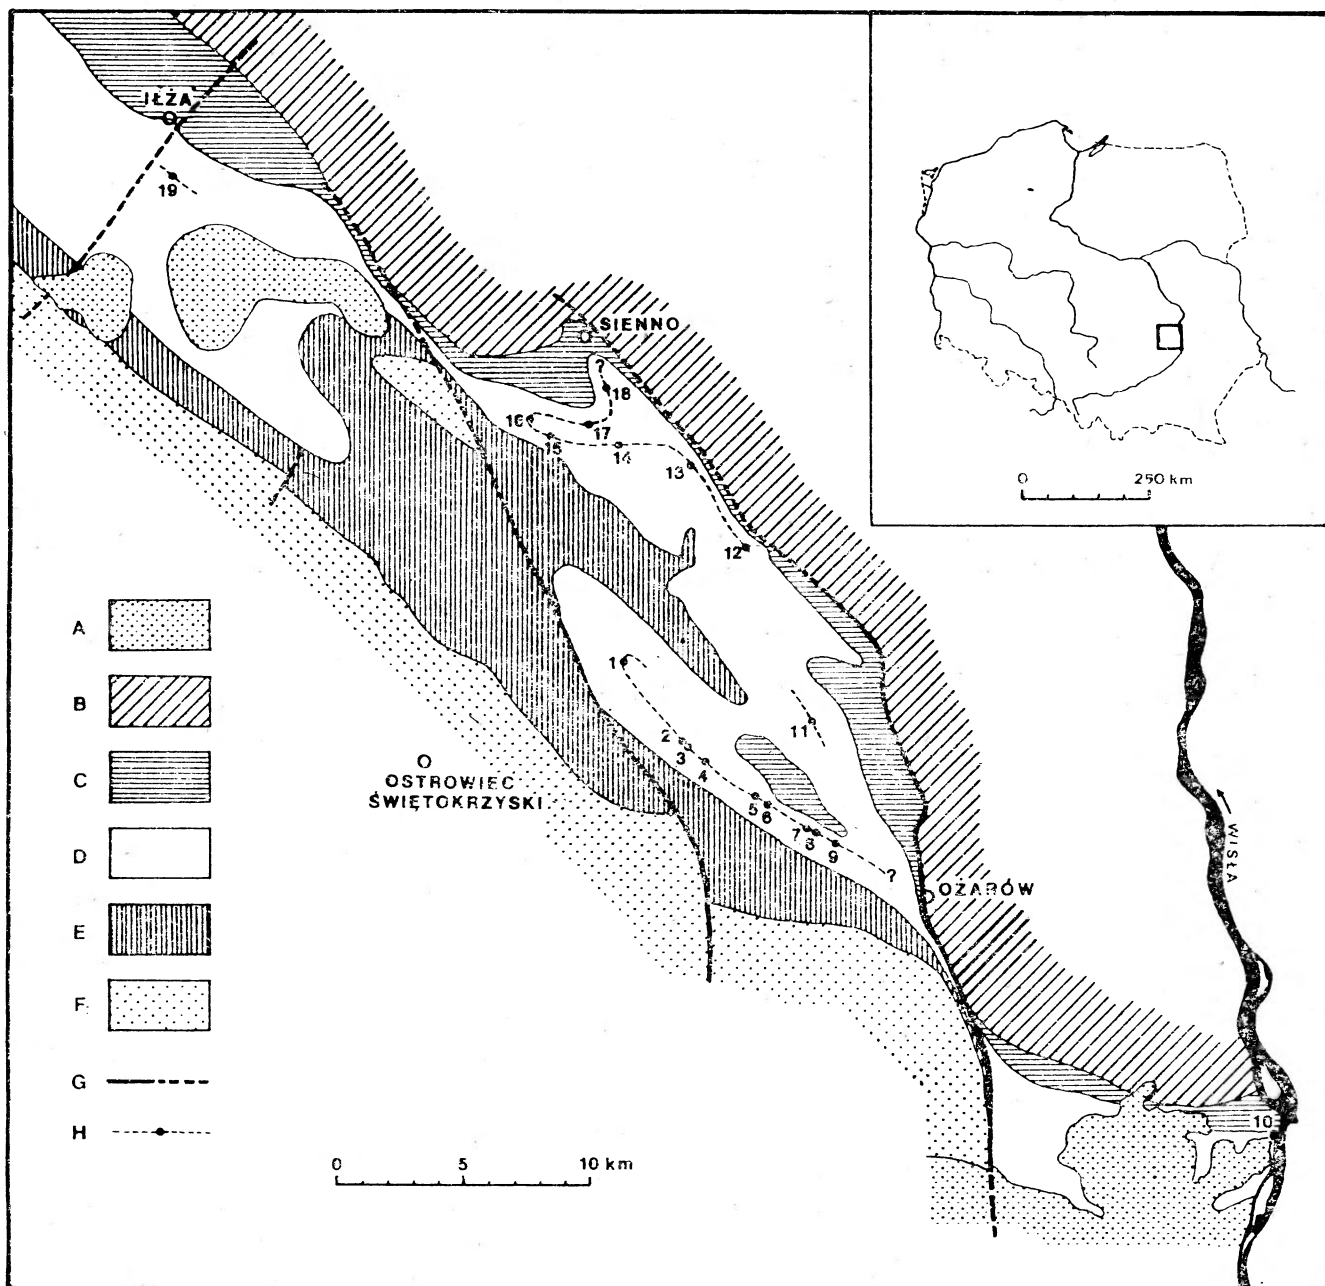 IŁŻA
19
SIENNO
?
18
16
17
15
14
13
12
0 250 km
A
B
C
D
E
F
G
H
1
2
3
4
11
5
6
7
8
9
?
OSTROWIEC
ŚWIĘTOKRZYSKI
OŻARÓW
WISŁA
10
0 5 10 km